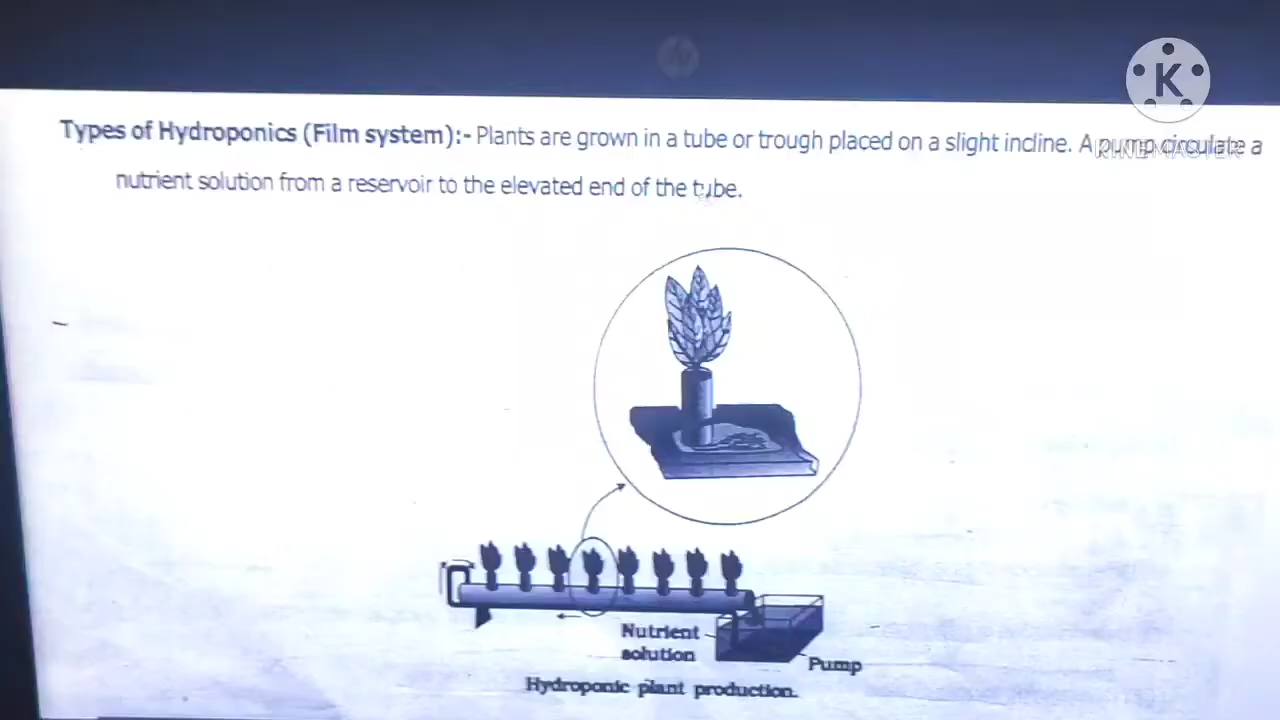 K
KINEMASTER
Types of Hydroponics (Film system):- Plants are grown in a tube or trough placed on a slight incline. A pump circulate a
nutrient solution from a reservoir to the elevated end of the tube.
Nutrient
solution
Pump
Hydroponic plant production.